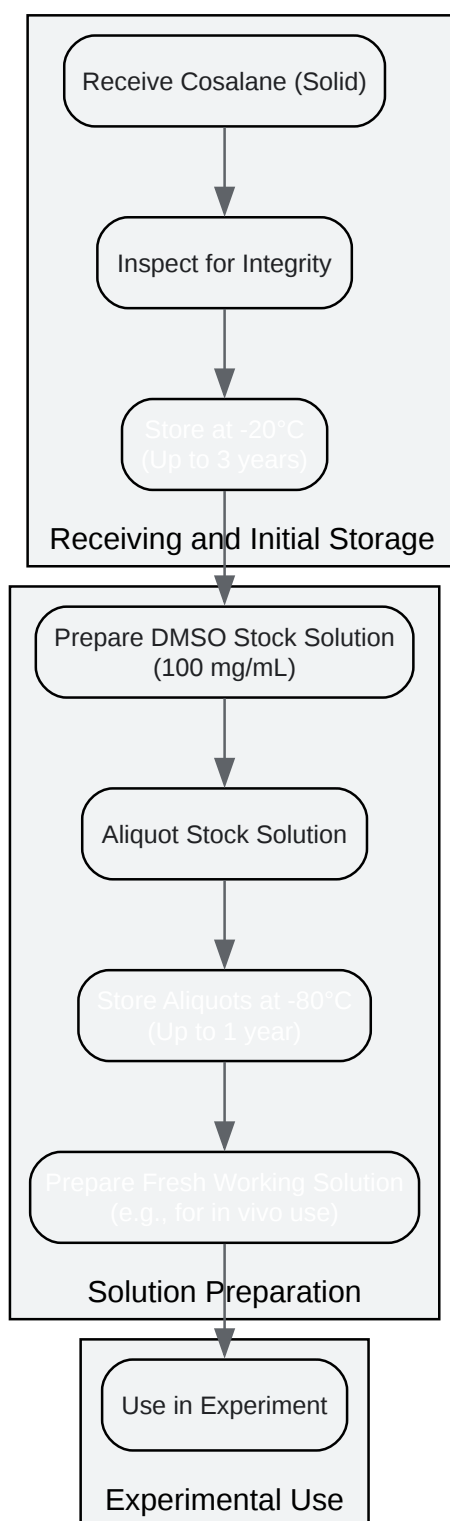 Receive Cosalane (Solid)
Inspect for Integrity
Store at -20°C
(Up to 3 years)
Receiving and Initial Storage
Prepare DMSO Stock Solution
(100 mg/mL)
Aliquot Stock Solution
Store Aliquots at -80°C
(Up to 1 year)
Prepare Fresh Working Solution
(e.g., for in vivo use)
Solution Preparation
Use in Experiment
Experimental Use